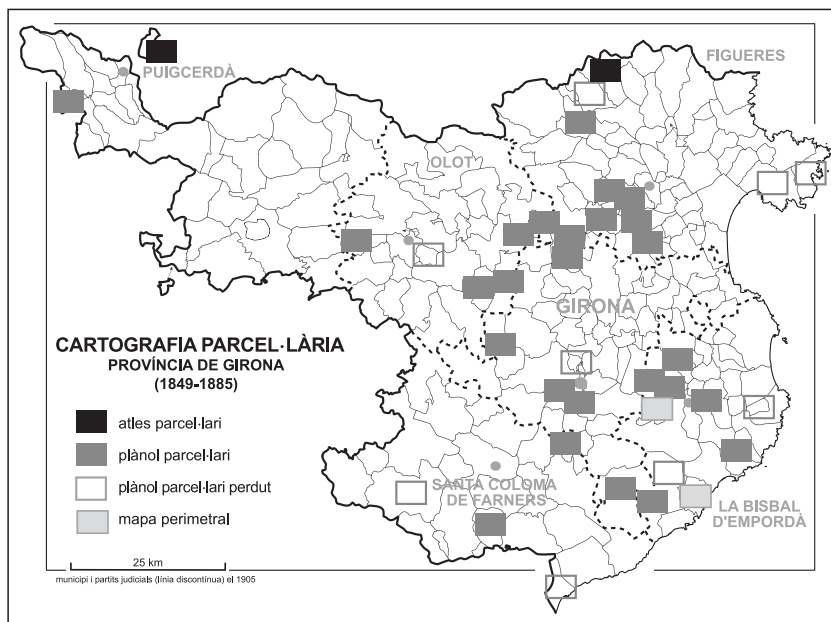 PUIGCERDÀ
FIGUERES
OLOT
GIRONA
CARTOGRAFIA PARCEL·LÀRIA
PROVÍNCIA DE GIRONA
(1849-1885)
atles parcel·lari
plànol parcel·lari
plànol parcel·lari perdut
mapa perimetral
SANTA COLOMA
DE FARNERS
LA BISBAL
D'EMPORDÀ
25 km
municipi i partits judicials (línia discontínua) el 1905